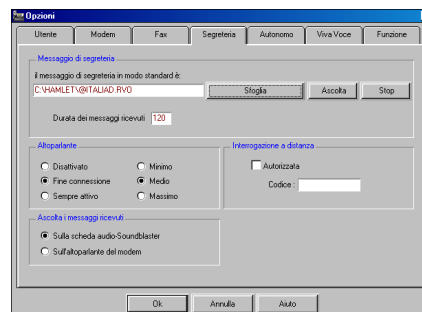 Opzioni
Utente Modem Fax Segreteria Autonomo Viva Voce Funzione
Messaggio di segreteria
il messaggio di segreteria in modo standard è:
C:\HAMLET\@ITALIAD.RVO Sfoglia Ascolta Stop
Durata dei messaggi ricevuti 120
Altoparlante Interrogazione a distanza
Disattivato Minimo Autorizzata
Fine connessione Medio Codice :
Sempre attivo Massimo
Ascolta i messaggi ricevuti
Sulla scheda audio-Soundblaster
Sull'altoparlante del modem
Ok Annulla Aiuto